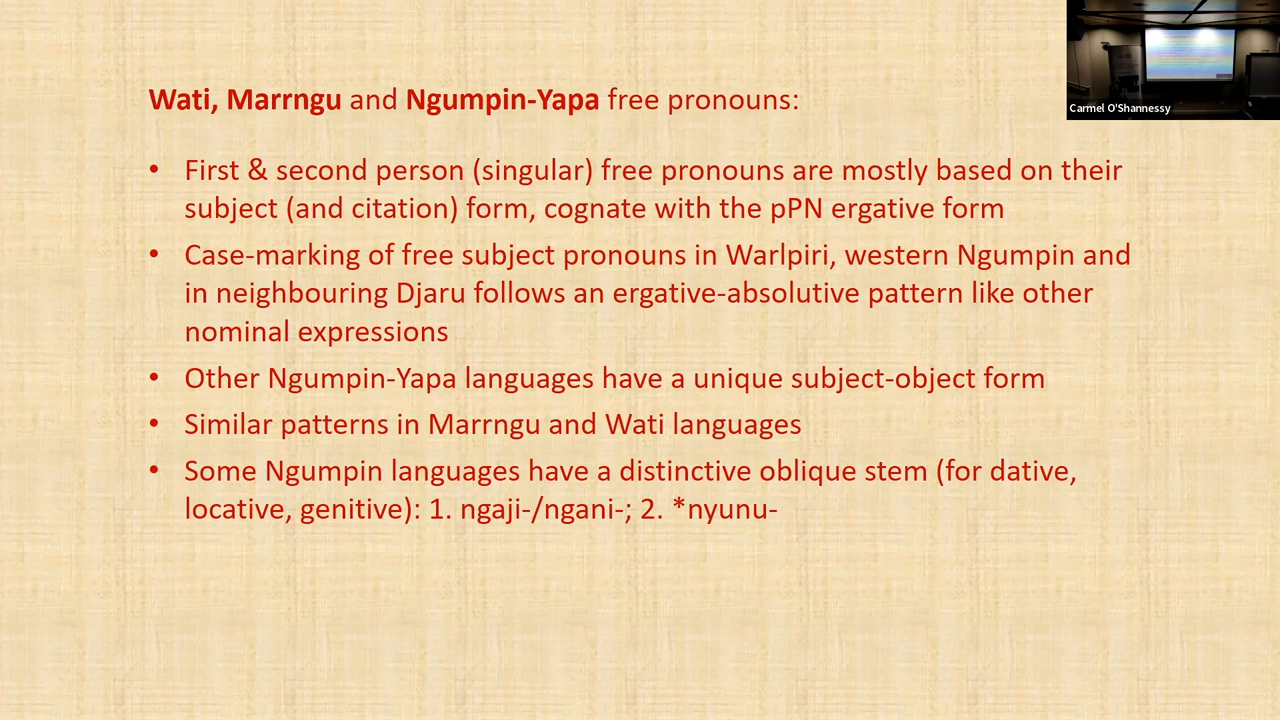 Wati, Marrngu and Ngumpin-Yapa free pronouns:
• First & second person (singular) free pronouns are mostly based on their
subject (and citation) form, cognate with the pPN ergative form
• Case-marking of free subject pronouns in Warlpiri, western Ngumpin and
in neighbouring Djaru follows an ergative-absolutive pattern like other
nominal expressions
• Other Ngumpin-Yapa languages have a unique subject-object form
• Similar patterns in Marrngu and Wati languages
• Some Ngumpin languages have a distinctive oblique stem (for dative,
locative, genitive): 1. ngaji-/ngani-; 2. *nyunu-
Carmel O'Shannessy